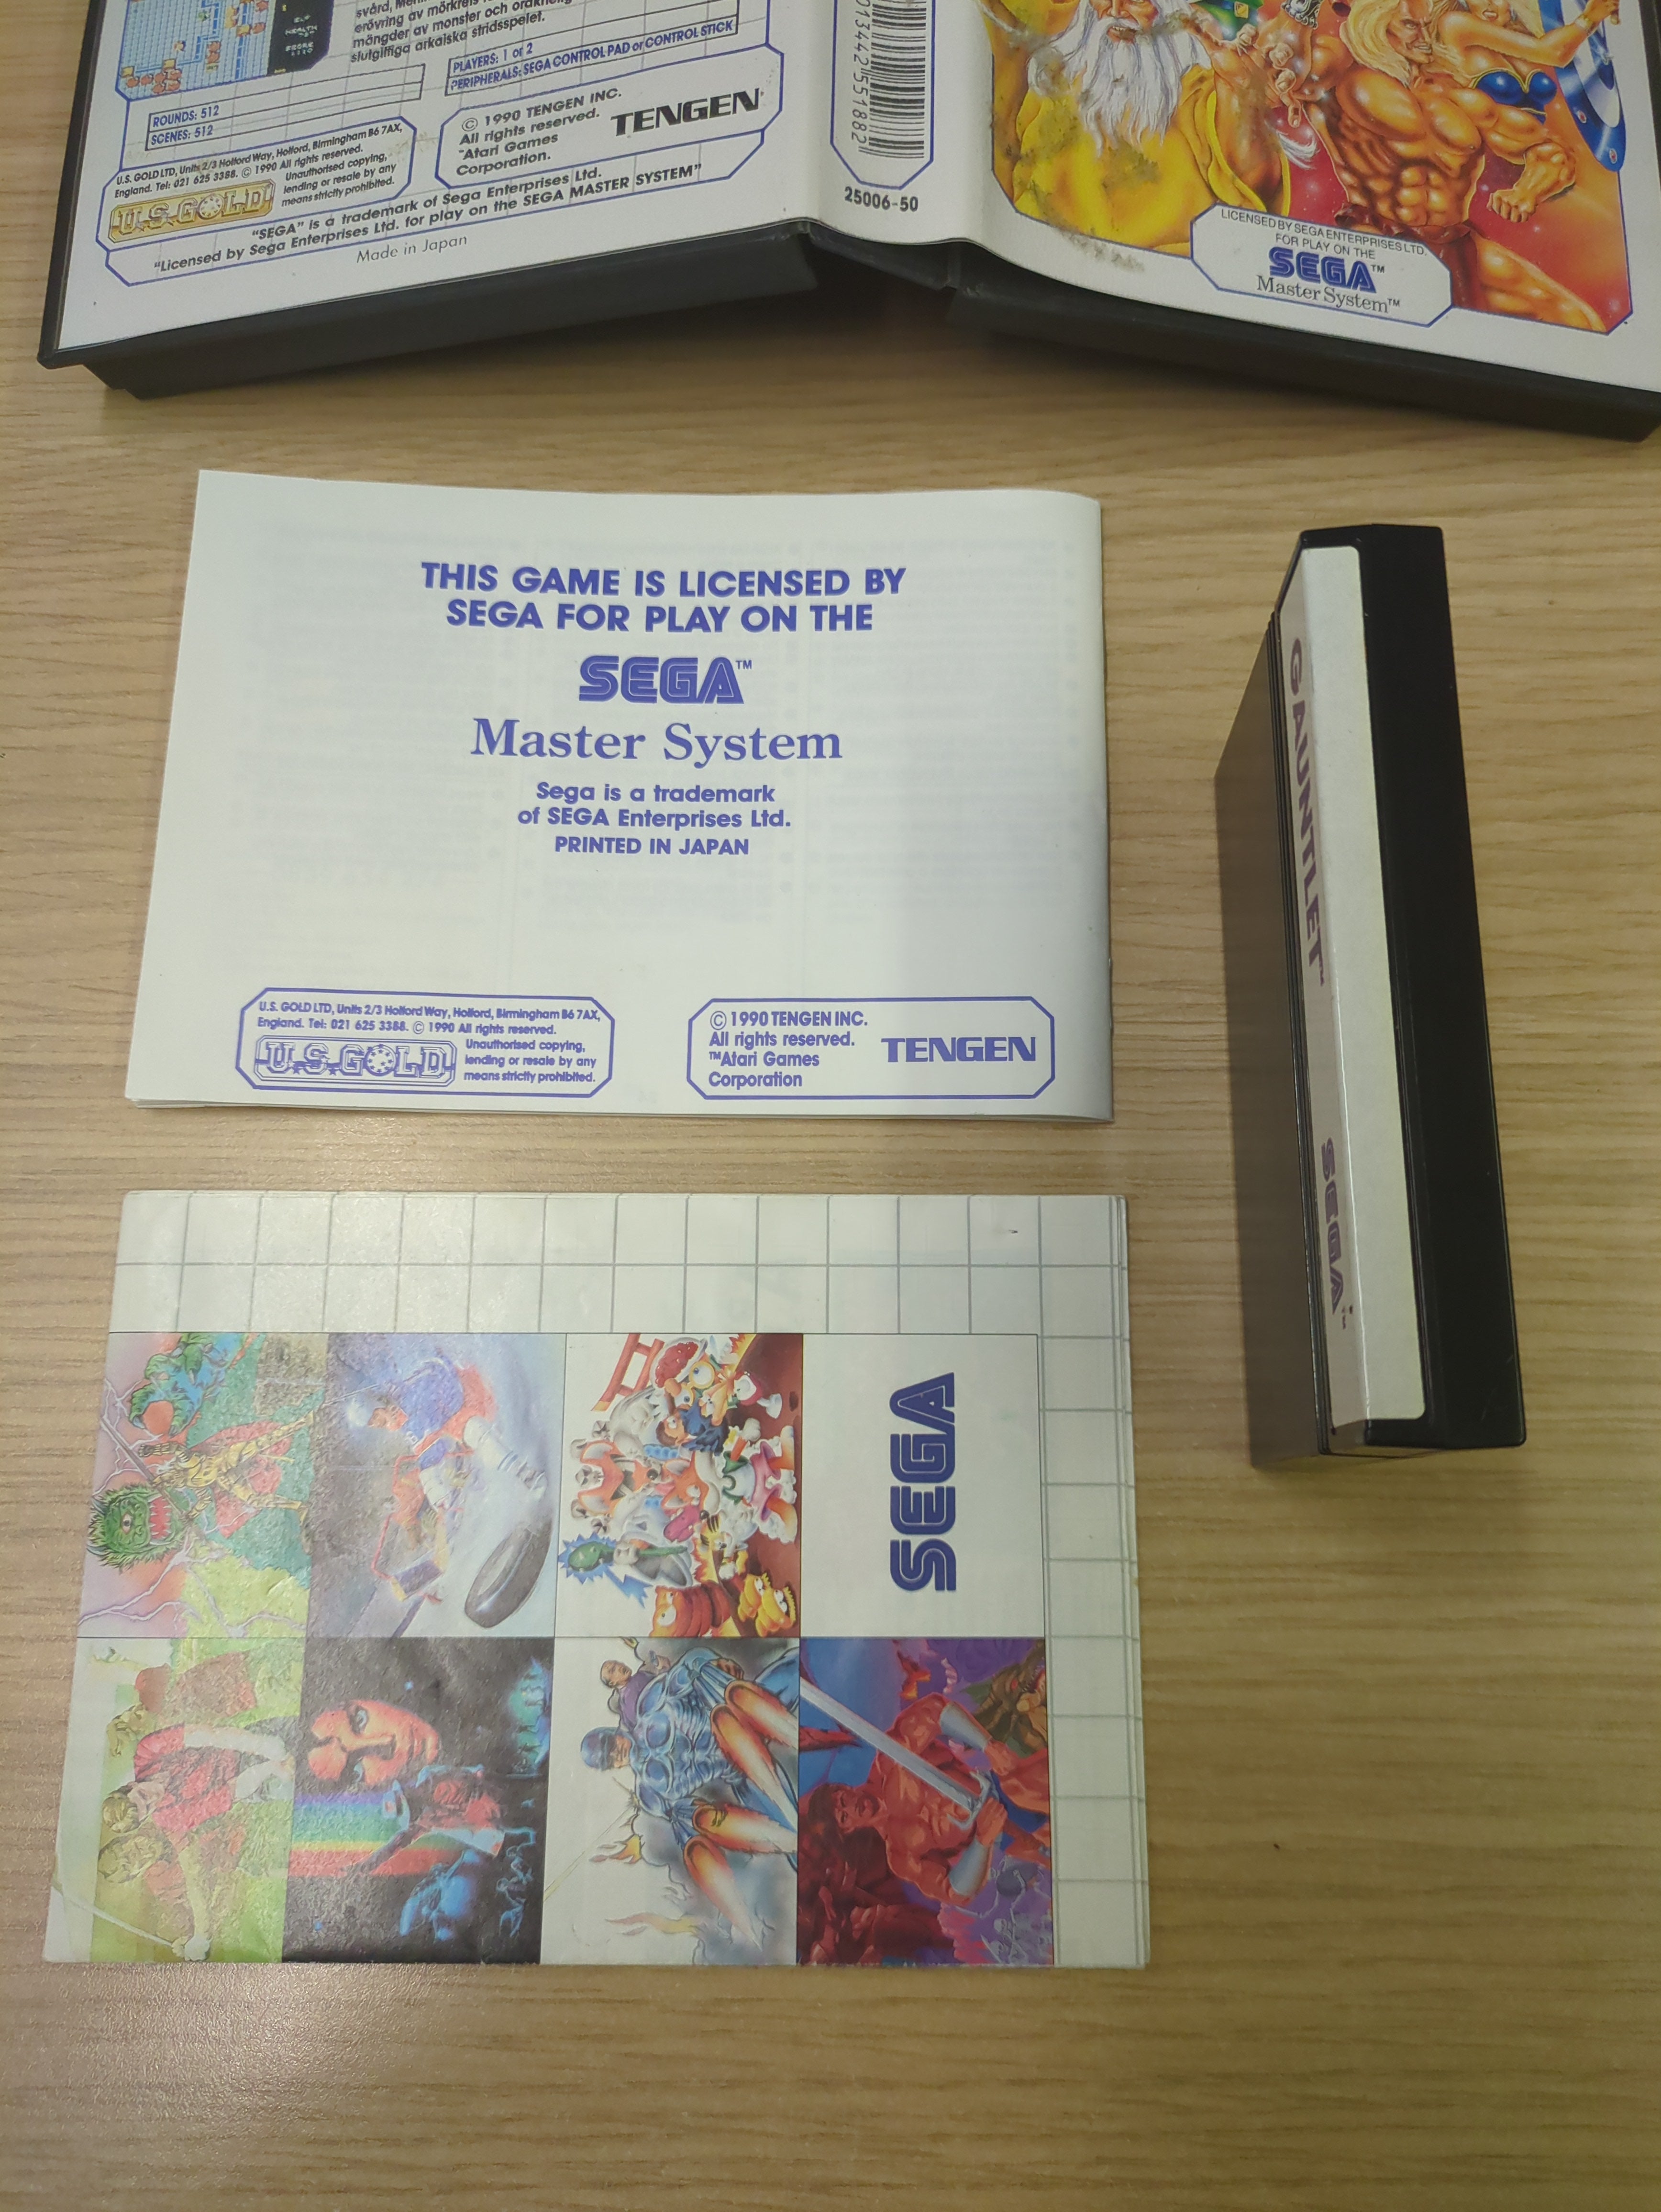 svärd,
erövring av mörkrets
mängder av monster och
slutgiltiga arkaiska stridsspelet.
HEALTH
SCORE
PLAYERS: 1 or 2
PERIPHERALS: SEGA CONTROL PAD or CONTROL STICK
ROUNDS: 512
SCENES: 512
U.S. GOLD LTD, Units 2/3 Holford Way, Holford, Birmingham B6 7AX,
England. Tel: 021 625 3388. © 1990 All rights reserved.
Unauthorised copying,
lending or resale by any
means strictly prohibited.
U.S. GOLD
© 1990 TENGEN INC.
All rights reserved.
™Atari Games
Corporation.
TENGEN
"SEGA" is a trademark of Sega Enterprises Ltd.
"Licensed by Sega Enterprises Ltd. for play on the SEGA MASTER SYSTEM"
Made in Japan
013442551882
25006-50
LICENSED BY SEGA ENTERPRISES LTD.
FOR PLAY ON THE
SEGA™
Master System™
THIS GAME IS LICENSED BY
SEGA FOR PLAY ON THE
SEGA™
Master System
Sega is a trademark
of SEGA Enterprises Ltd.
PRINTED IN JAPAN
U.S. GOLD LTD, Units 2/3 Holford Way, Holford, Birmingham B6 7AX,
England. Tel: 021 625 3388. © 1990 All rights reserved.
U.S. GOLD
Unauthorised copying,
lending or resale by any
means strictly prohibited.
© 1990 TENGEN INC.
All rights reserved.
™Atari Games
Corporation
TENGEN
GAUNTLET™
SEGA™
SEGA